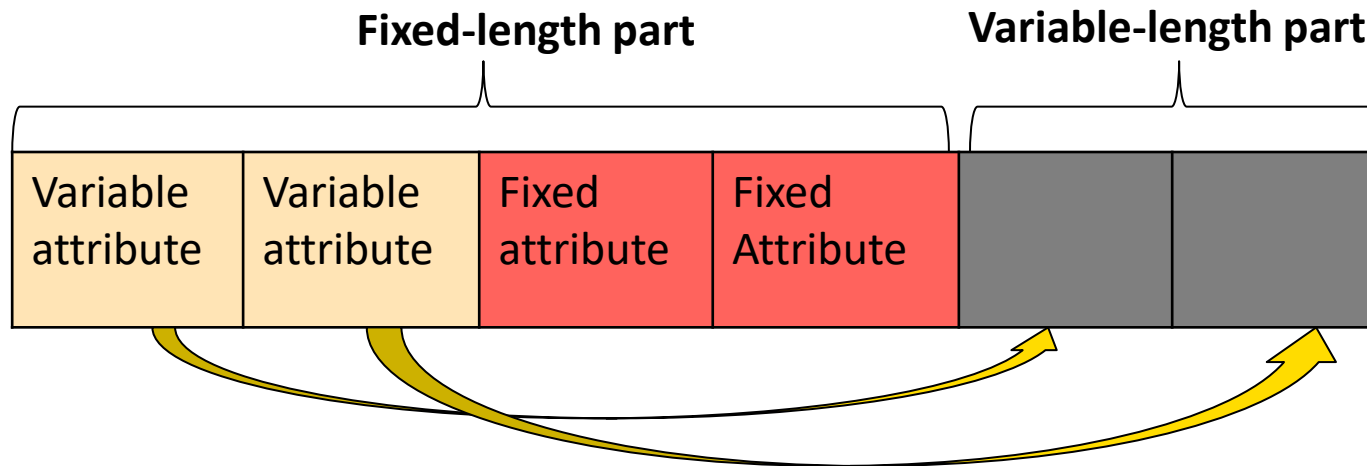 Fixed-length part
Variable-length part
Variable
attribute
Variable
attribute
Fixed
attribute
Fixed
Attribute